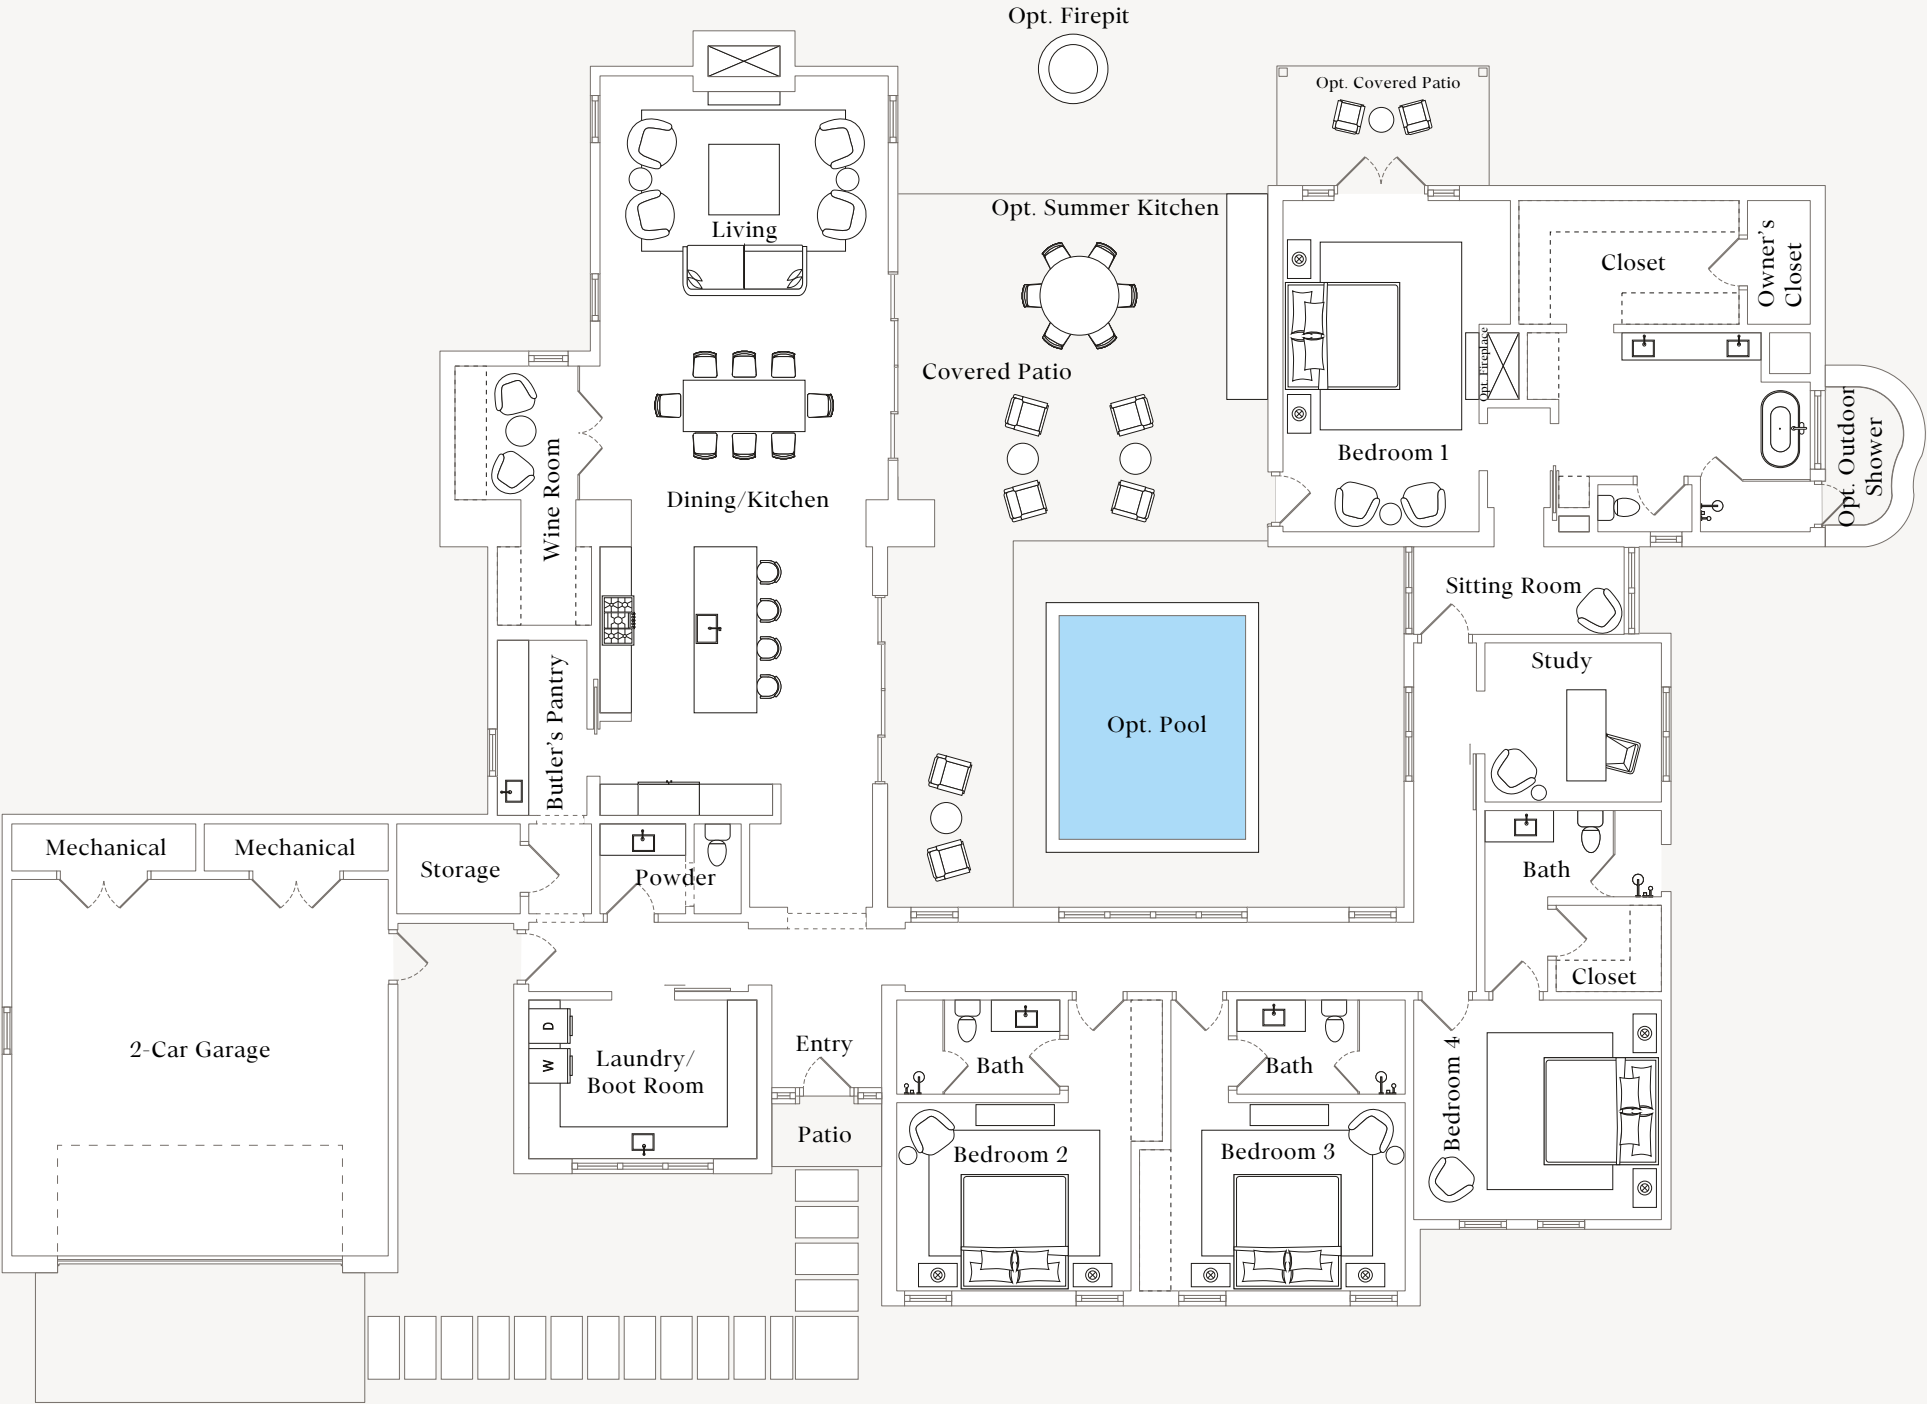 Opt. Firepit
Opt. Covered Patio
Opt. Summer Kitchen
Living
Closet
Owner's
Closet
Opt. Fireplace
Covered Patio
Bedroom 1
Opt. Outdoor
Shower
Wine Room
Dining/Kitchen
Sitting Room
Study
Butler's Pantry
Opt. Pool
Mechanical
Mechanical
Storage
Powder
Bath
Closet
2-Car Garage
D
W
Laundry/
Boot Room
Entry
Patio
Bath
Bath
Bedroom 2
Bedroom 3
Bedroom 4